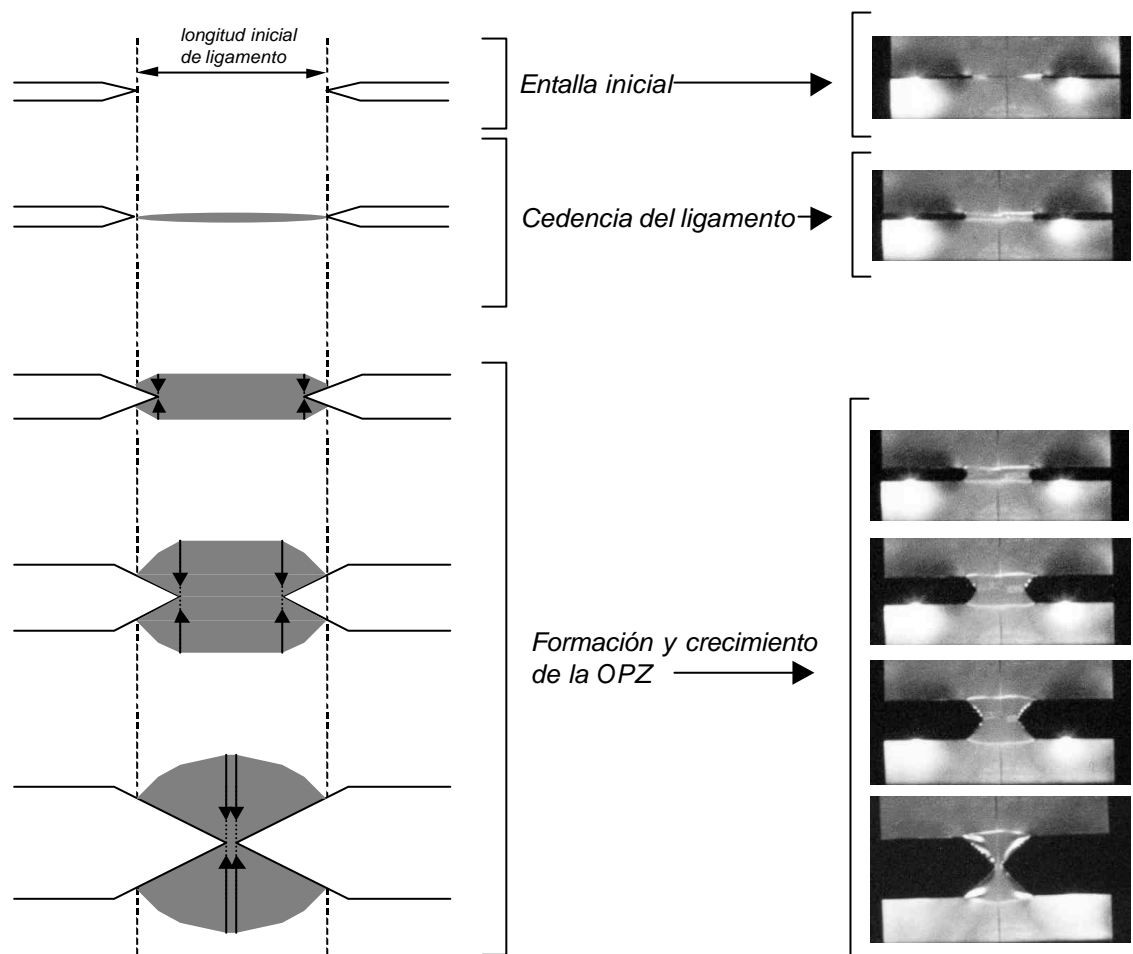 longitud inicial
de ligamento
Entalla inicial
Cedencia del ligamento
Formación y crecimiento
de la OPZ